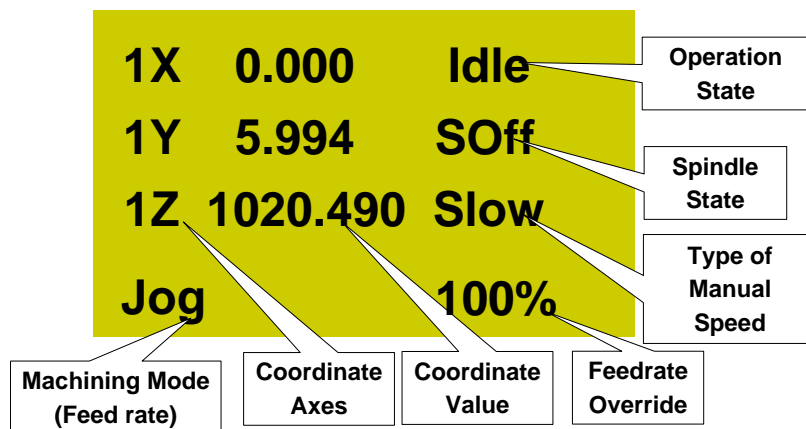 1X 0.000 Idle
Operation
State
1Y 5.994 SOff
Spindle
State
1Z 1020.490 Slow
Type of
Manual
Speed
Jog 100%
Machining Mode
(Feed rate)
Coordinate
Axes
Coordinate
Value
Feedrate
Override